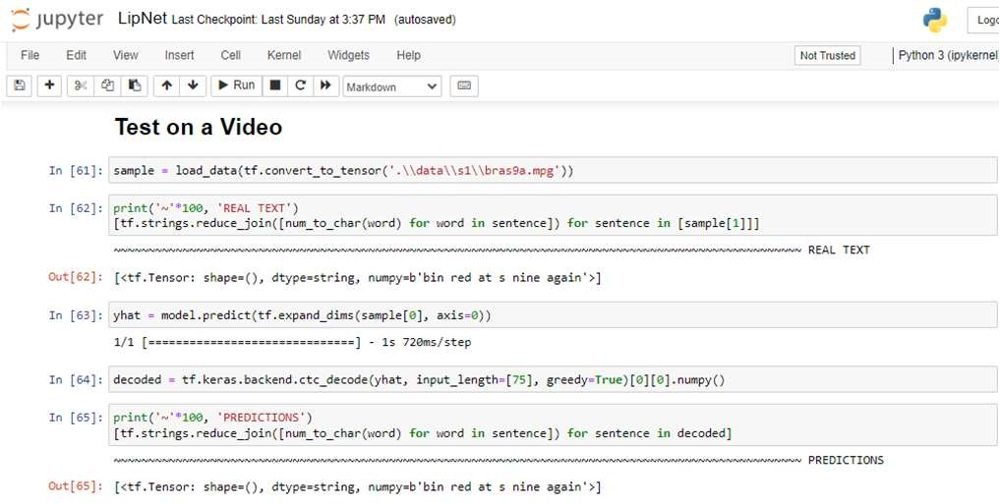 jupyter LipNet Last Checkpoint: Last Sunday at 3:37 PM (autosaved)
File Edit View Insert Cell Kernel Widgets Help Not Trusted Python 3 (ipykernel)
Run Markdown
Test on a Video
In [61]: sample = load_data(tf.convert_to_tensor('.\\data\\s1\\bras9a.mpg'))
In [62]: print('~'*100, 'REAL TEXT')
[tf.strings.reduce_join([num_to_char(word) for word in sentence]) for sentence in [sample[1]]]
~~~~~~~~~~~~~~~~~~~~~~~~~~~~~~~~~~~~~~~~~~~~~~~~~~~~~~~~~~~~~~~~~~~~~~~~~~~~~~~~~~~~~~~~~~~~~~~~~~~~ REAL TEXT
Out[62]: [<tf.Tensor: shape=(), dtype=string, numpy=b'bin red at s nine again'>]
In [63]: yhat = model.predict(tf.expand_dims(sample[0], axis=0))
1/1 [==============================] - 1s 720ms/step
In [64]: decoded = tf.keras.backend.ctc_decode(yhat, input_length=[75], greedy=True)[0][0].numpy()
In [65]: print('~'*100, 'PREDICTIONS')
[tf.strings.reduce_join([num_to_char(word) for word in sentence]) for sentence in decoded]
~~~~~~~~~~~~~~~~~~~~~~~~~~~~~~~~~~~~~~~~~~~~~~~~~~~~~~~~~~~~~~~~~~~~~~~~~~~~~~~~~~~~~~~~~~~~~~~~~~~~ PREDICTIONS
Out[65]: [<tf.Tensor: shape=(), dtype=string, numpy=b'bin red at s nine again'>]